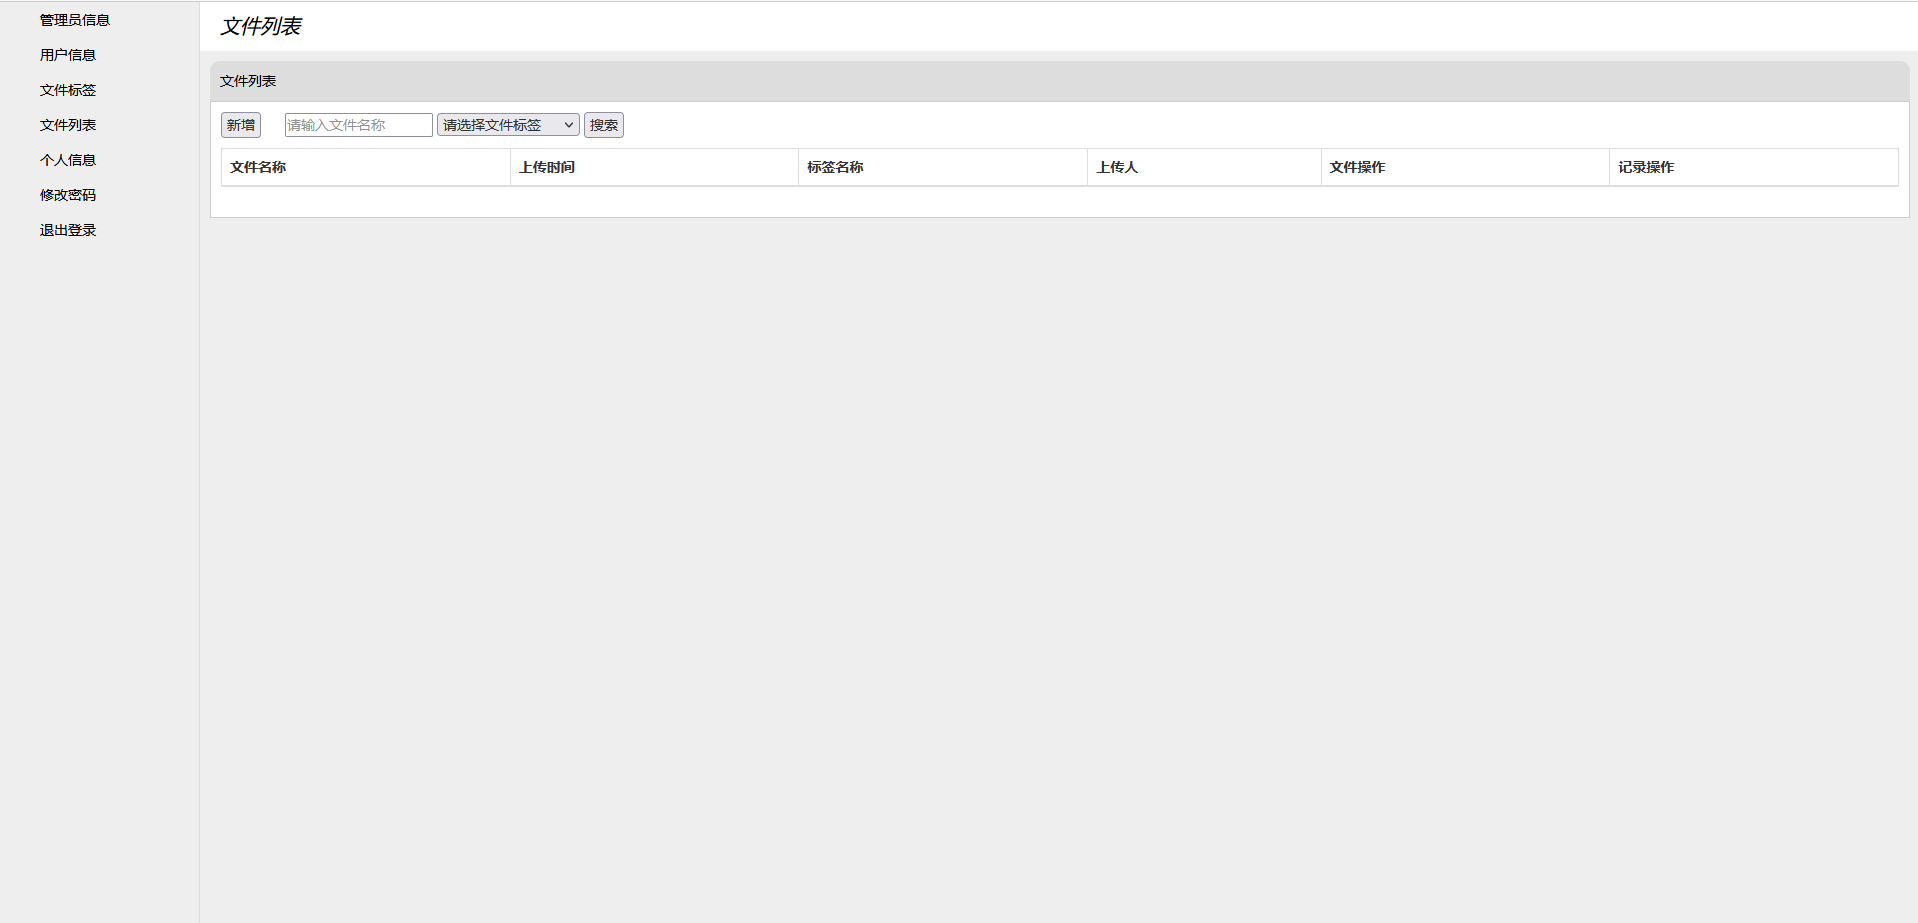 管理员信息
用户信息
文件标签
文件列表
个人信息
修改密码
退出登录
文件列表
文件列表
新增 请输入文件名称 请选择文件标签 搜索
文件名称 上传时间 标签名称 上传人 文件操作 记录操作